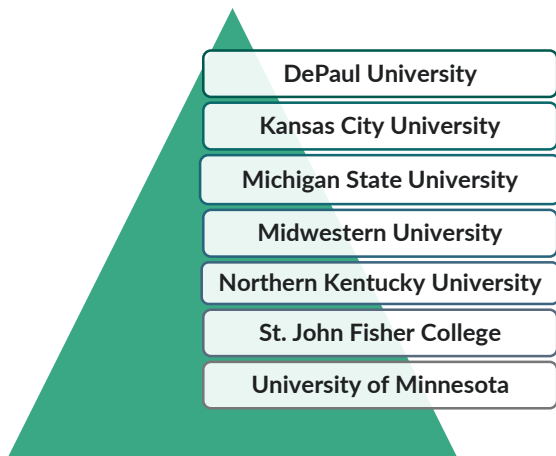 DePaul University
Kansas City University
Michigan State University
Midwestern University
Northern Kentucky University
St. John Fisher College
University of Minnesota